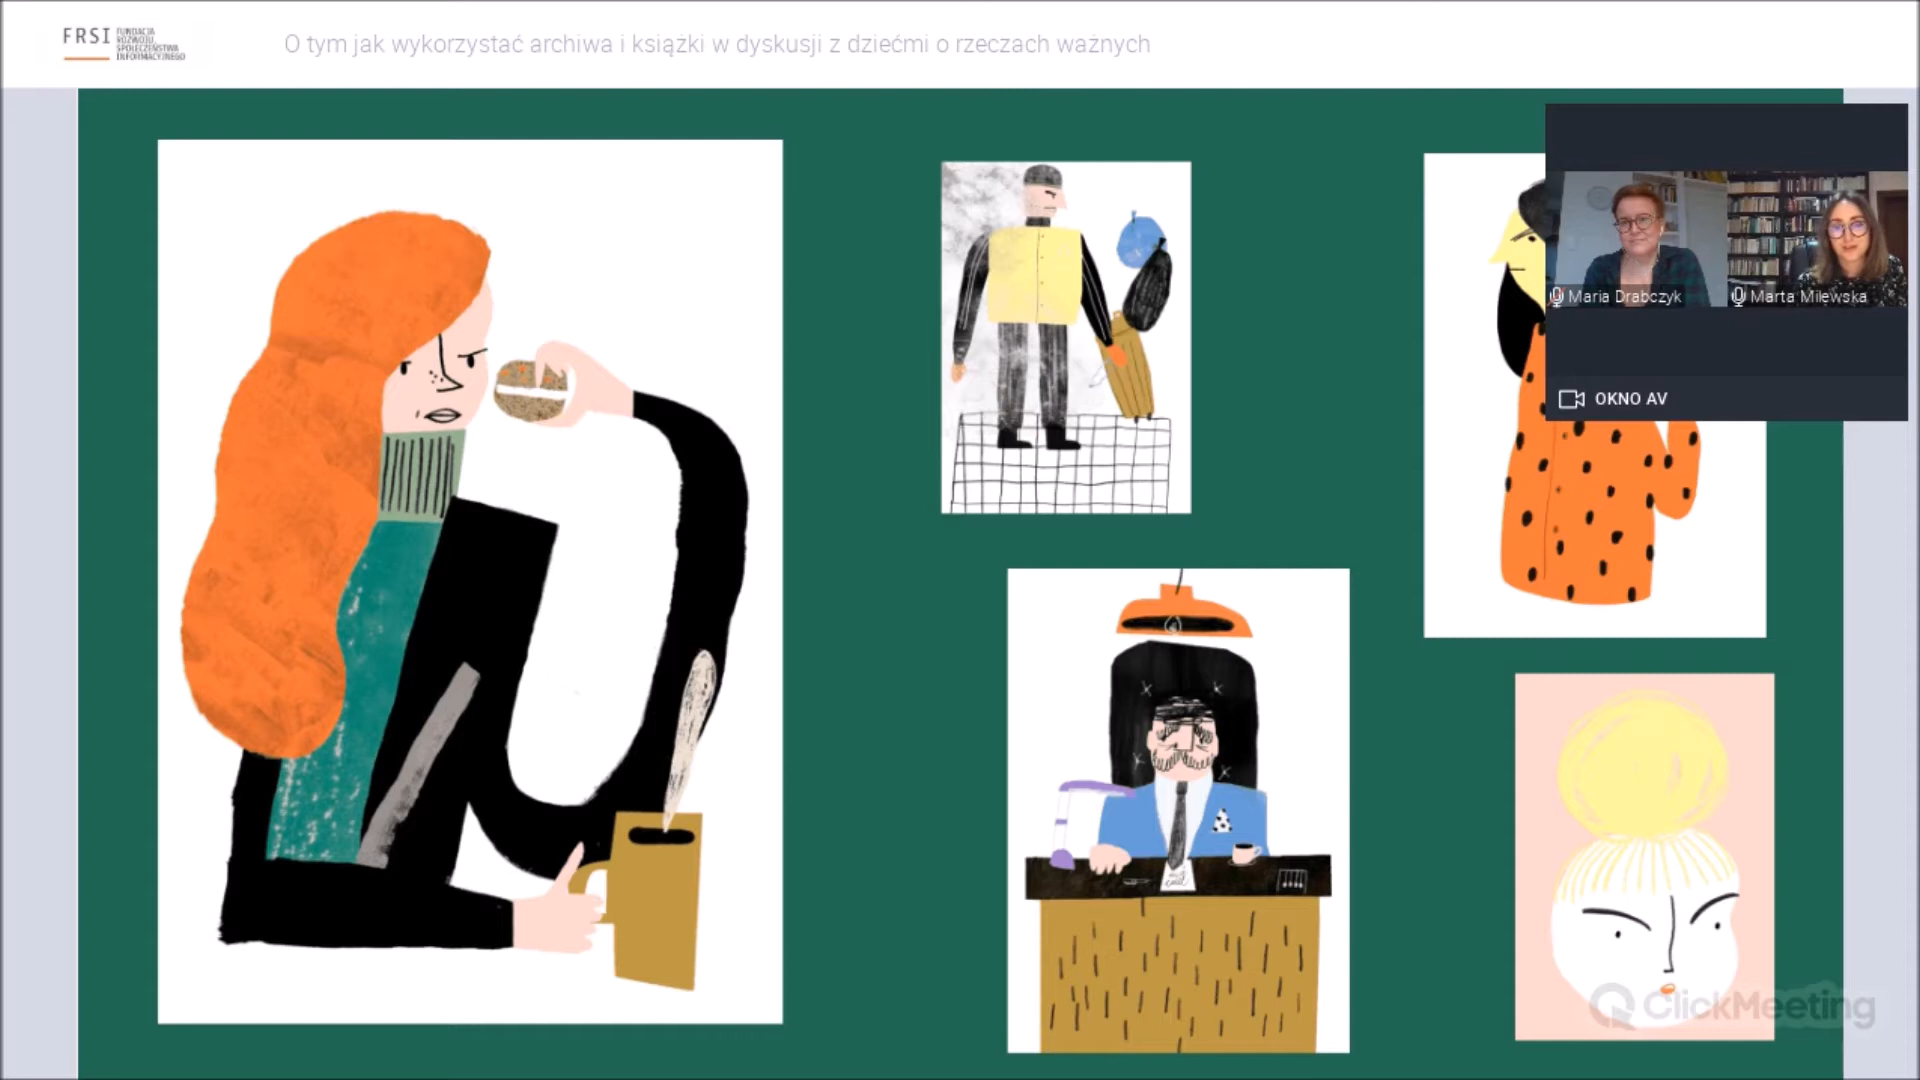 FRSI
FUNDACJA
ROZWOJU
SPOŁECZEŃSTWA
INFORMACYJNEGO
O tym jak wykorzystać archiwa i książki w dyskusji z dziećmi o rzeczach ważnych
Maria Drabczyk
Marta Milewska
OKNO AV
ClickMeeting